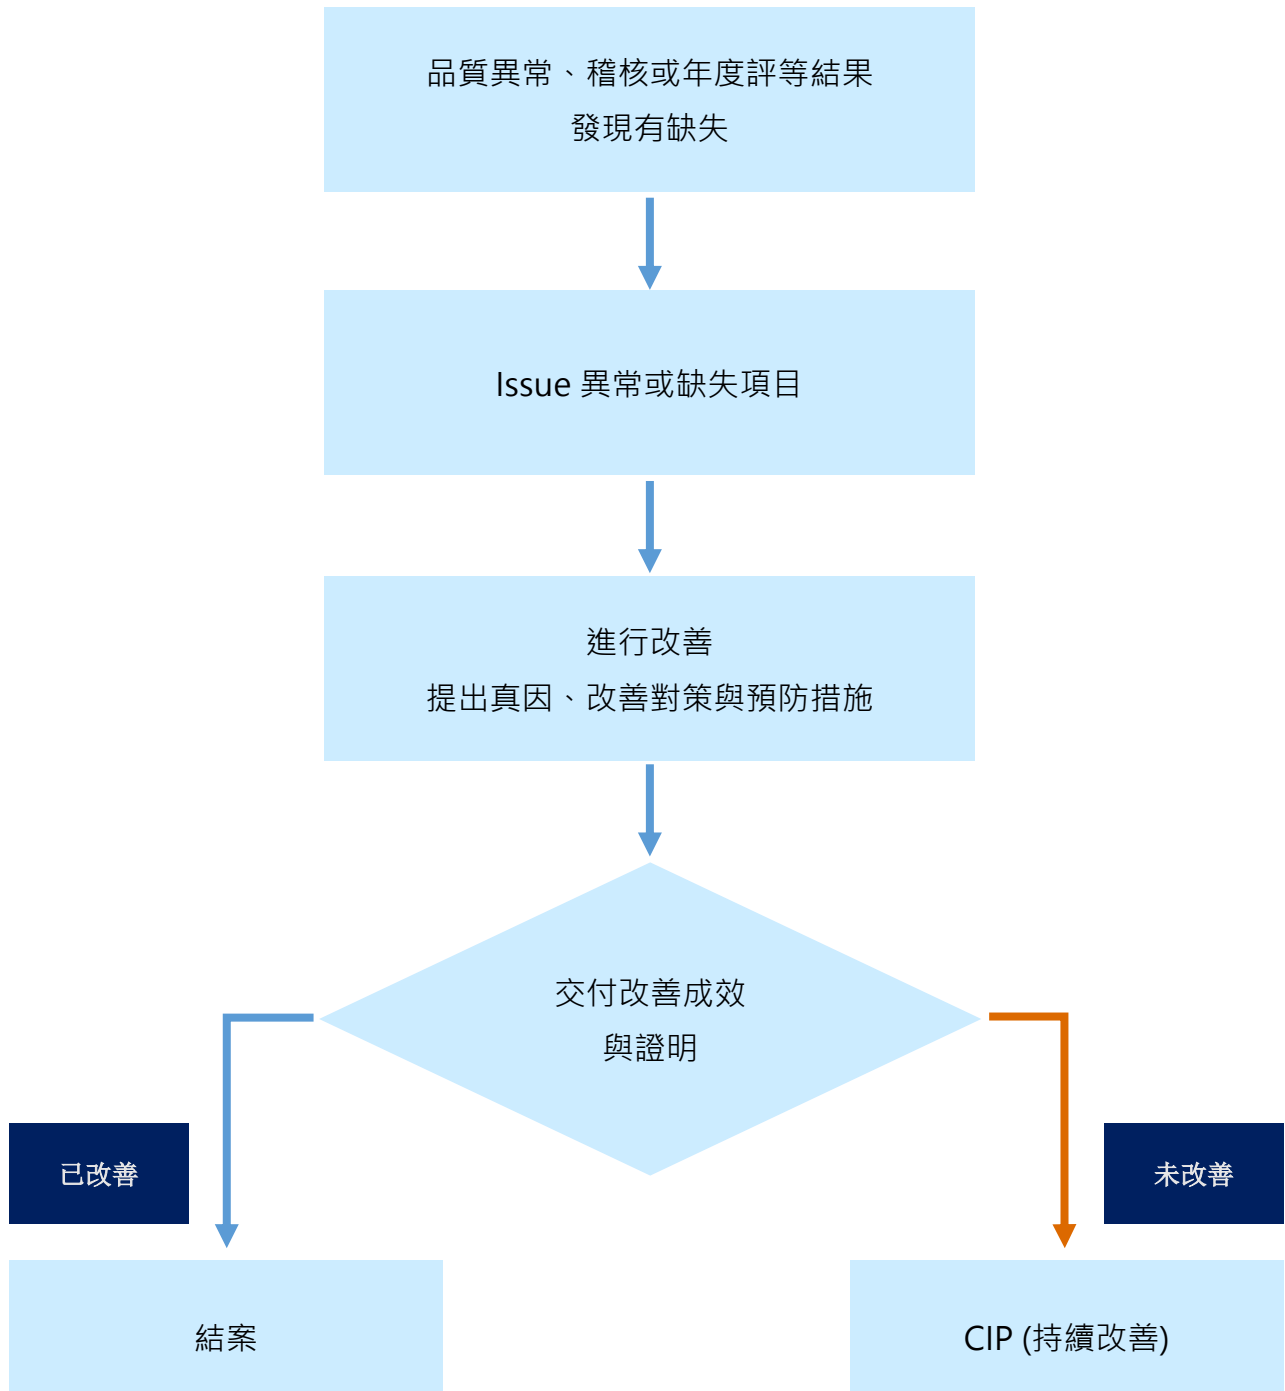 品質異常、稽核或年度評等結果
發現有缺失
Issue 異常或缺失項目
進行改善
提出真因、改善對策與預防措施
交付改善成效
與證明
已改善
未改善
結案
CIP (持續改善)